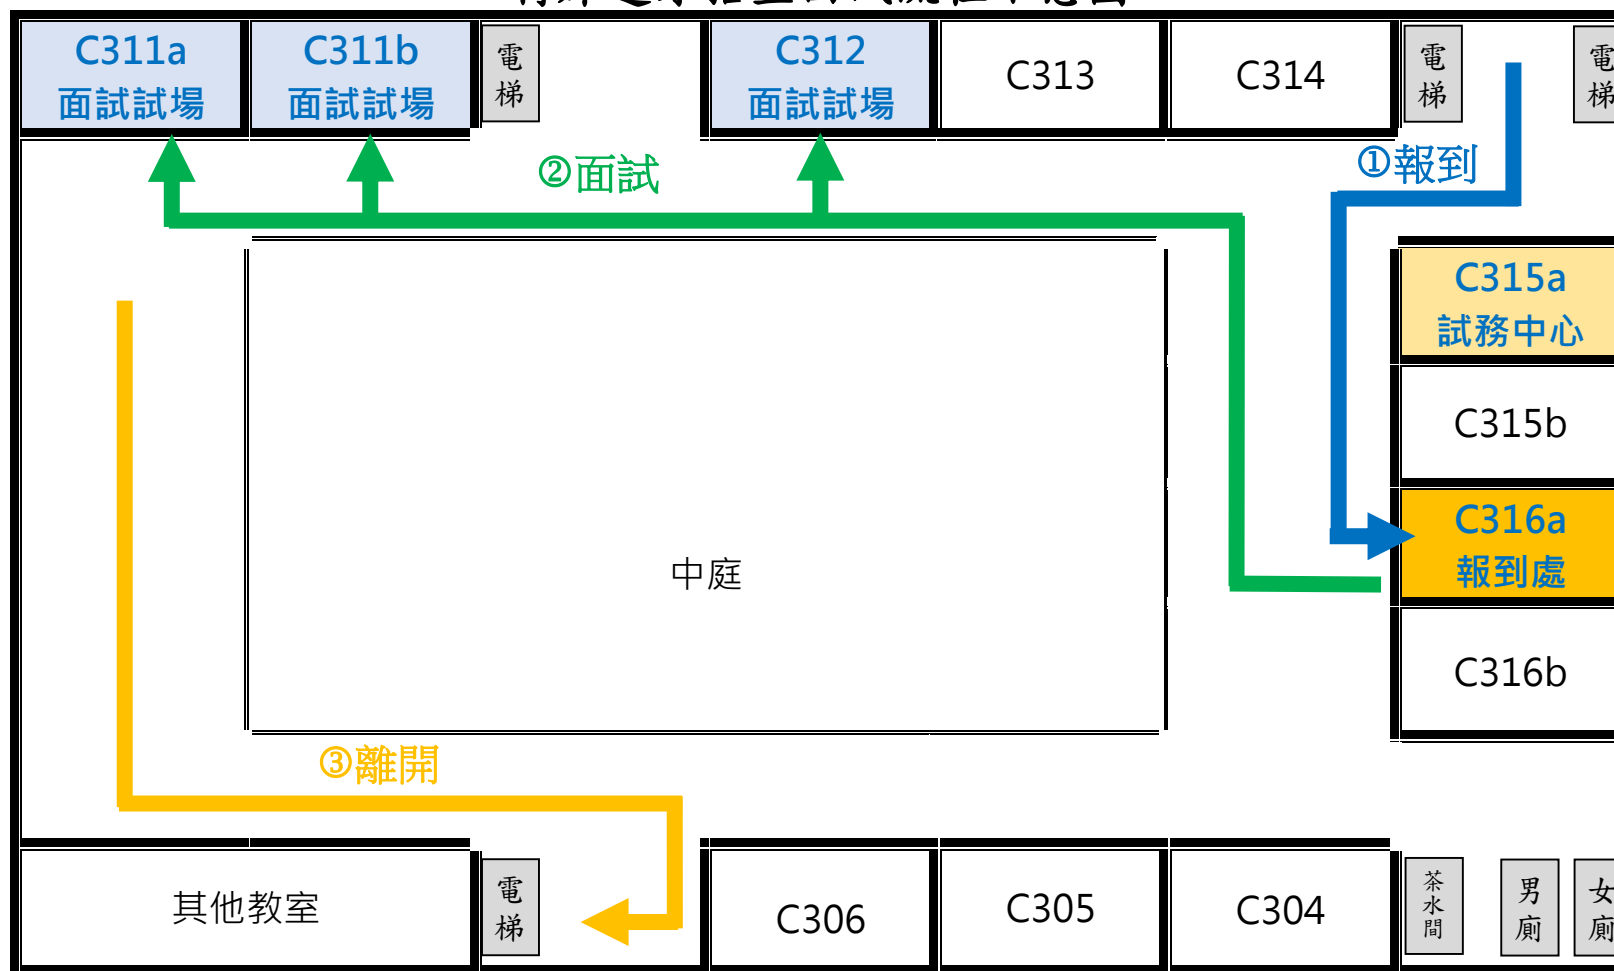 C311a
面試試場
C311b
面試試場
電梯
C312
面試試場
C313
C314
電梯
電梯
②面試
①報到
C315a
試務中心
C315b
C316a
報到處
C316b
中庭
③離開
其他教室
電梯
C306
C305
C304
茶水間
男廁
女廁